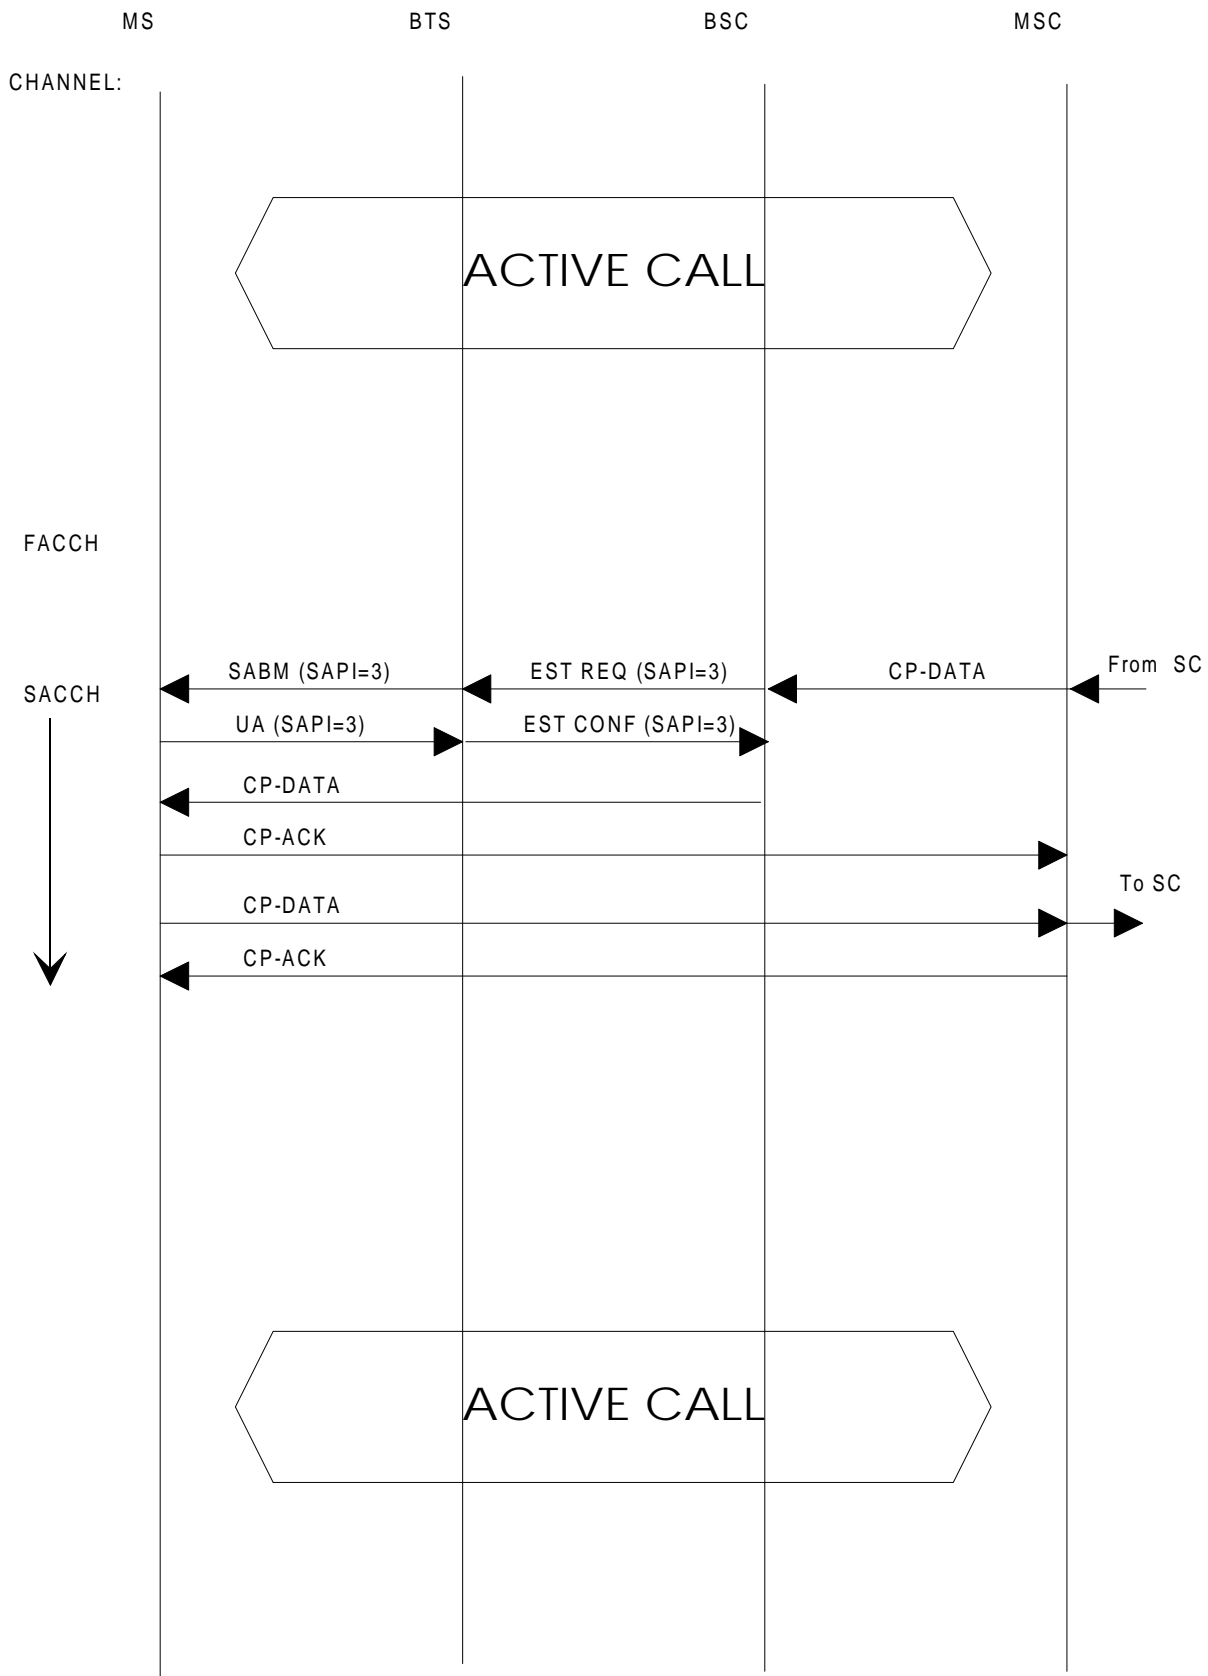 MS BTS BSC MSC
CHANNEL:
ACTIVE CALL
FACCH
SABM (SAPI=3) EST REQ (SAPI=3) CP-DATA From SC
SACCH
UA (SAPI=3) EST CONF (SAPI=3)
CP-DATA
CP-ACK
To SC
CP-DATA
CP-ACK
ACTIVE CALL